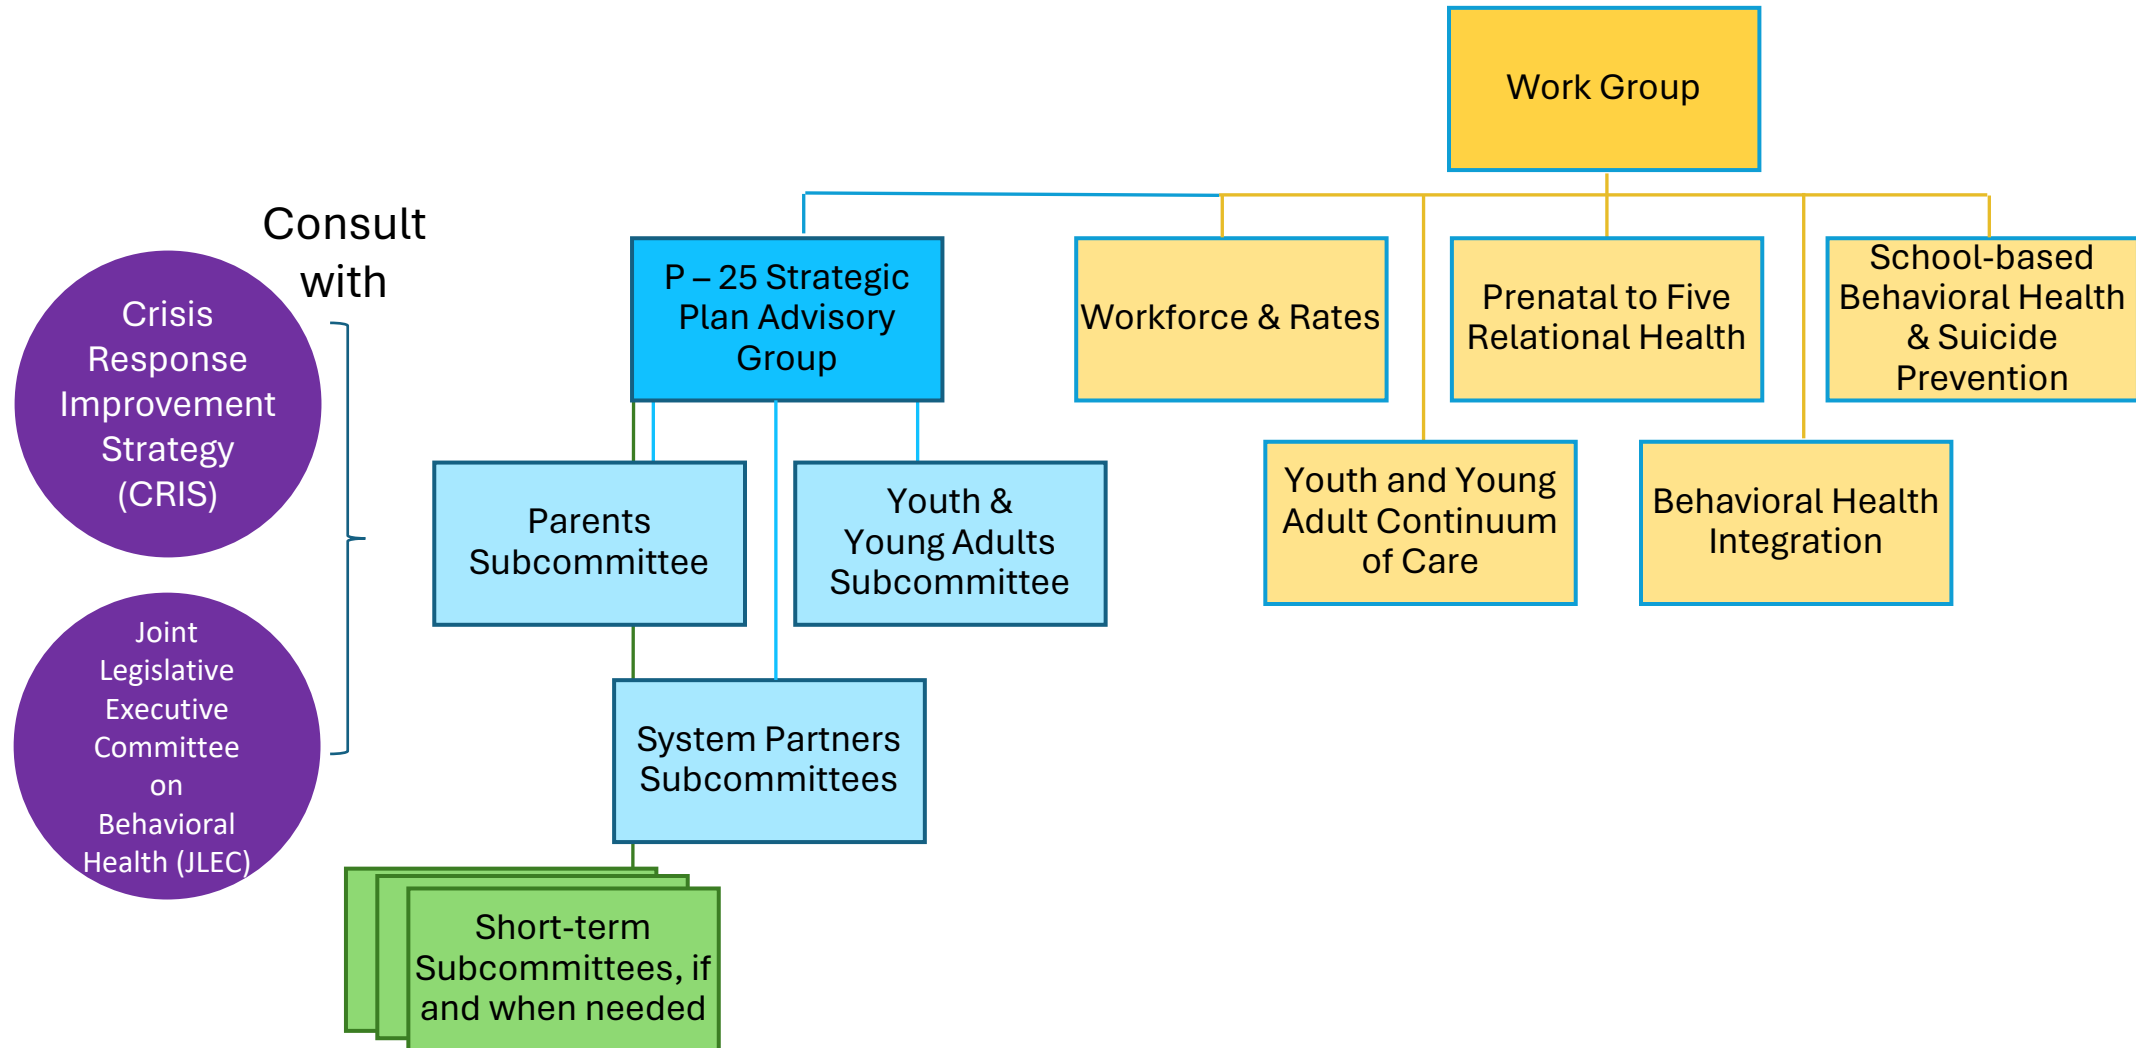 Work Group
Consult
with
Crisis
Response
Improvement
Strategy
(CRIS)
Joint
Legislative
Executive
Committee
on
Behavioral
Health (JLEC)
P – 25 Strategic
Plan Advisory
Group
Workforce & Rates
Prenatal to Five
Relational Health
School-based
Behavioral Health
& Suicide
Prevention
Parents
Subcommittee
Youth &
Young Adults
Subcommittee
Youth and Young
Adult Continuum
of Care
Behavioral Health
Integration
System Partners
Subcommittees
Short-term
Subcommittees, if
and when needed